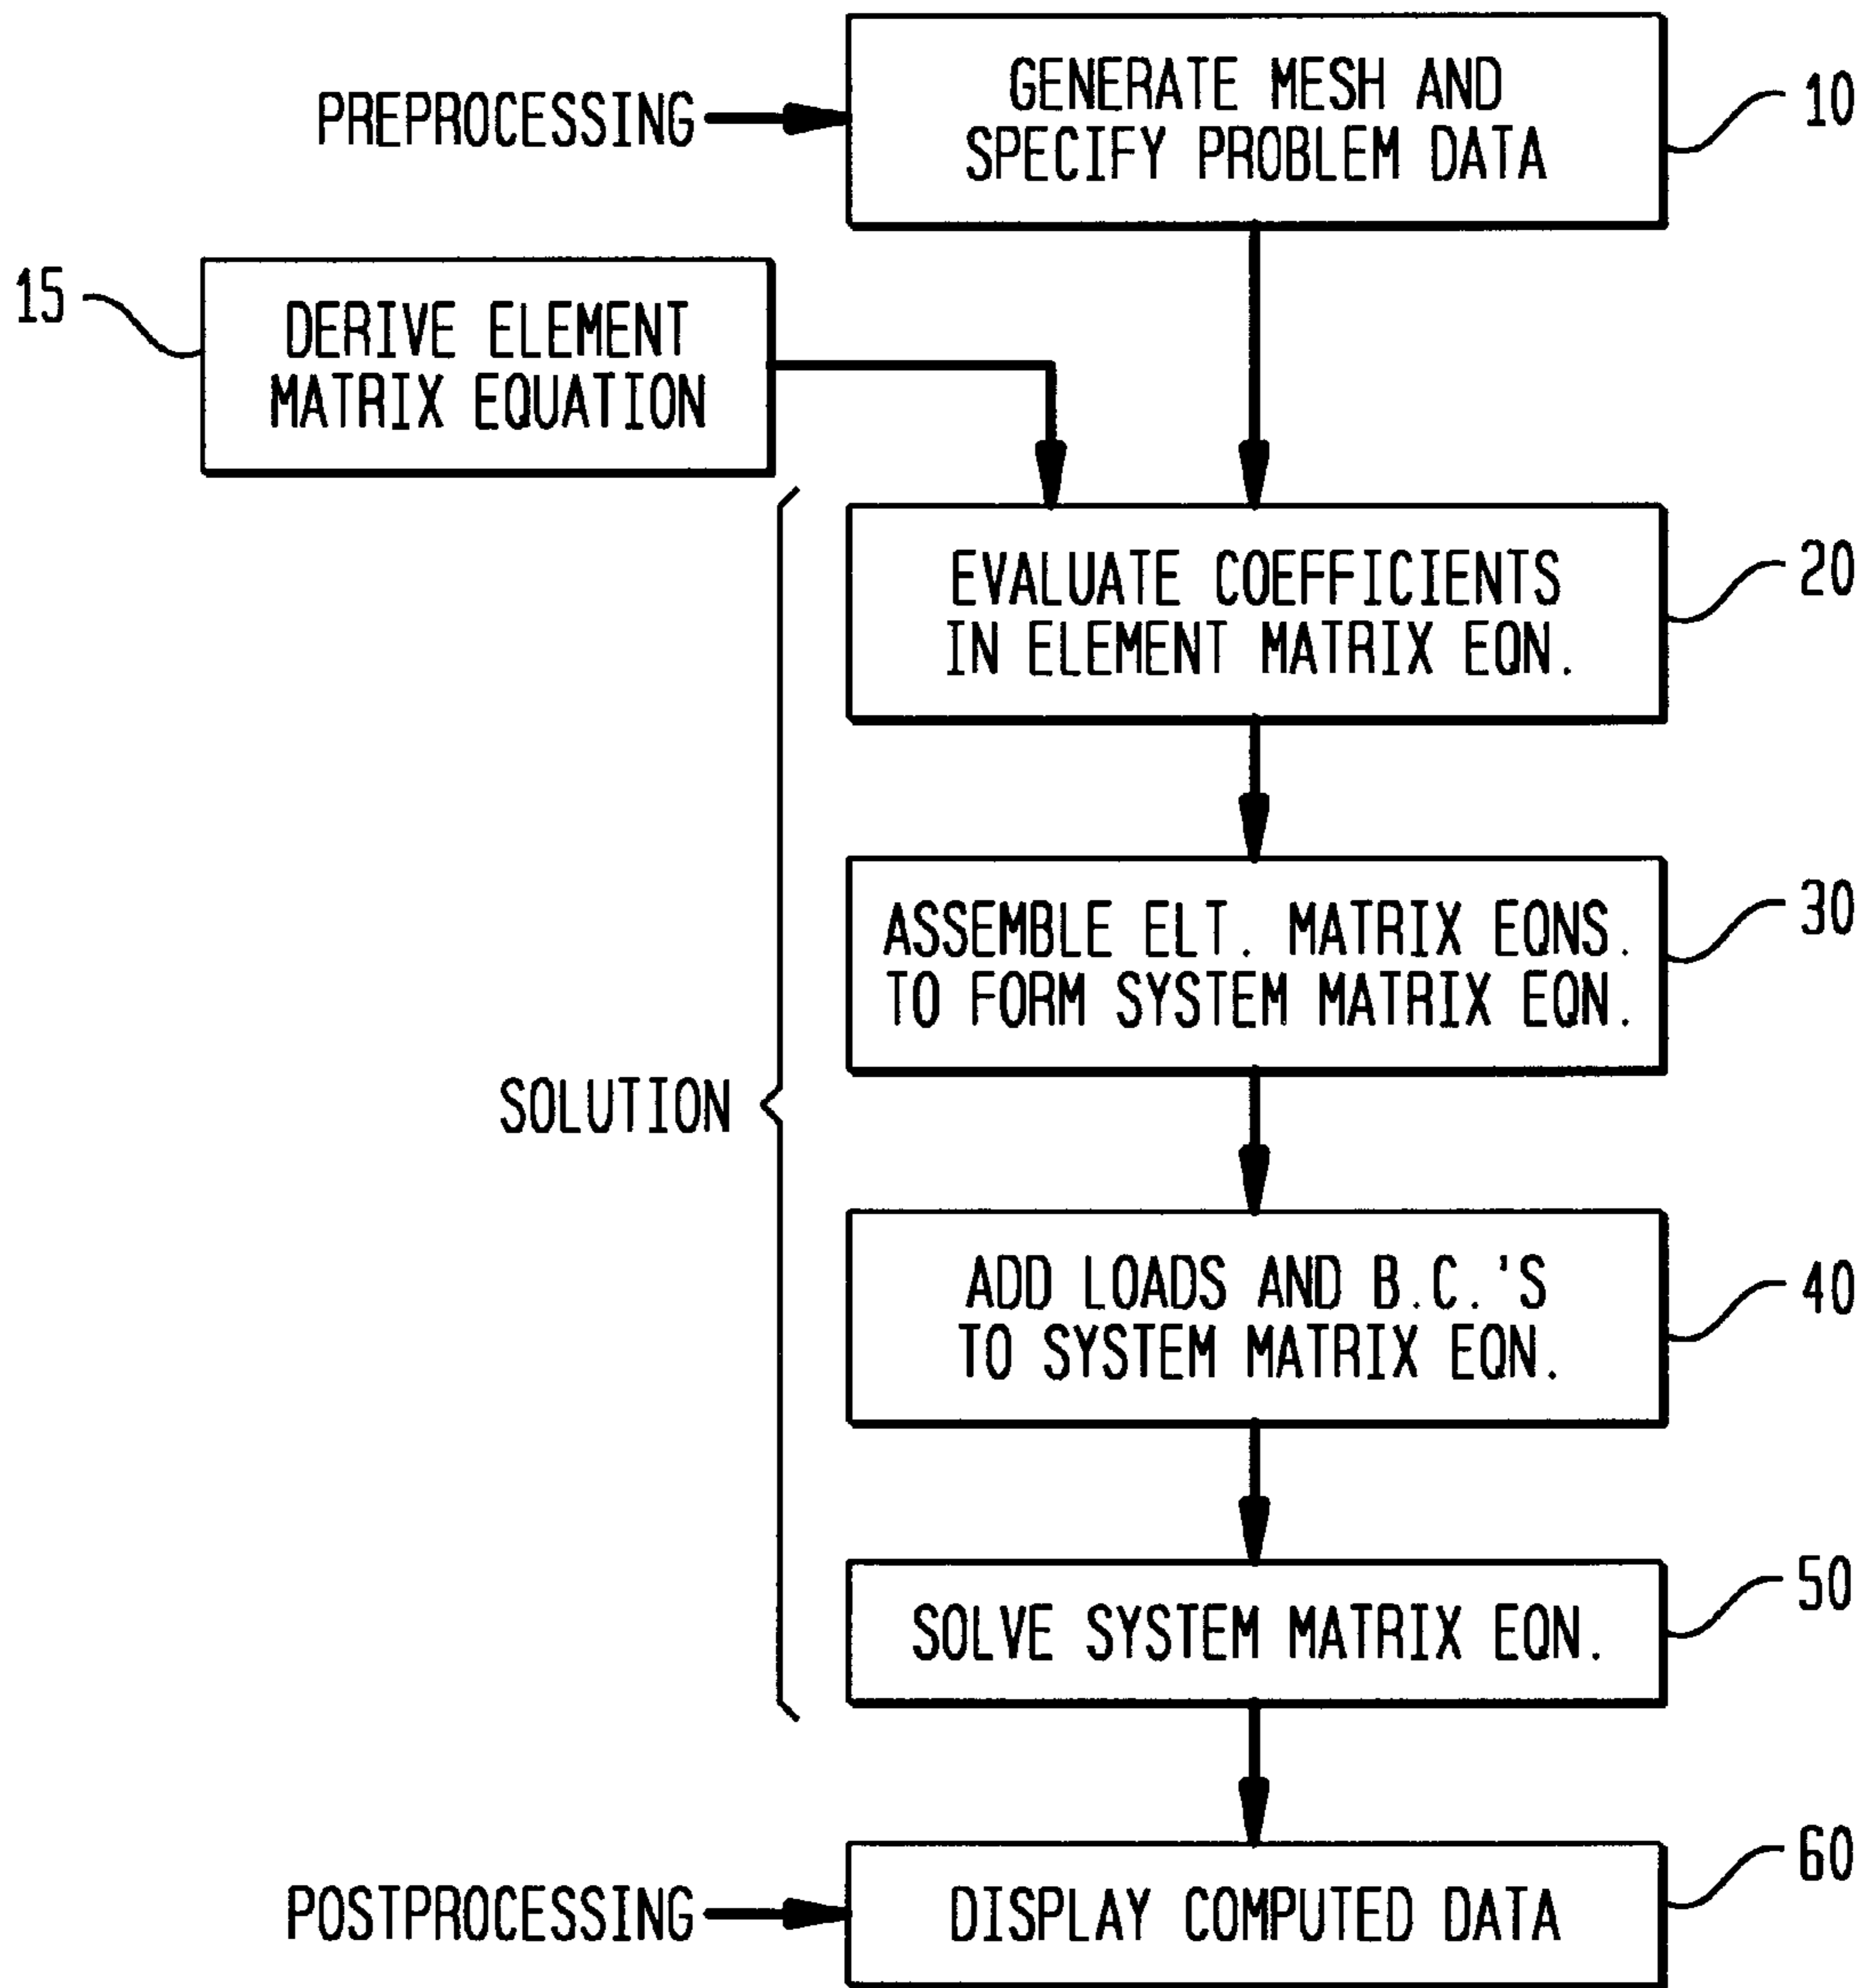 PREPROCESSING
GENERATE MESH AND
SPECIFY PROBLEM DATA
10
15
DERIVE ELEMENT
MATRIX EQUATION
EVALUATE COEFFICIENTS
IN ELEMENT MATRIX EQN.
20
ASSEMBLE ELT. MATRIX EQNS.
TO FORM SYSTEM MATRIX EQN.
30
SOLUTION
ADD LOADS AND B.C.'S
TO SYSTEM MATRIX EQN.
40
SOLVE SYSTEM MATRIX EQN.
50
POSTPROCESSING
DISPLAY COMPUTED DATA
60